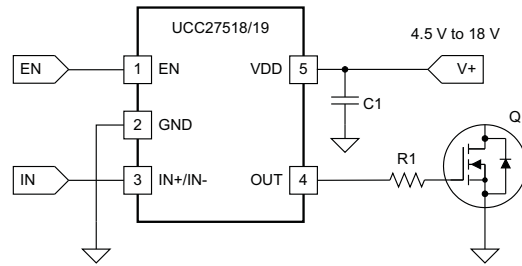 UCC27518/19
4.5 V to 18 V
EN
1
EN
VDD
5
V+
C1
2
GND
Q
IN
3
IN+/IN-
OUT
4
R1